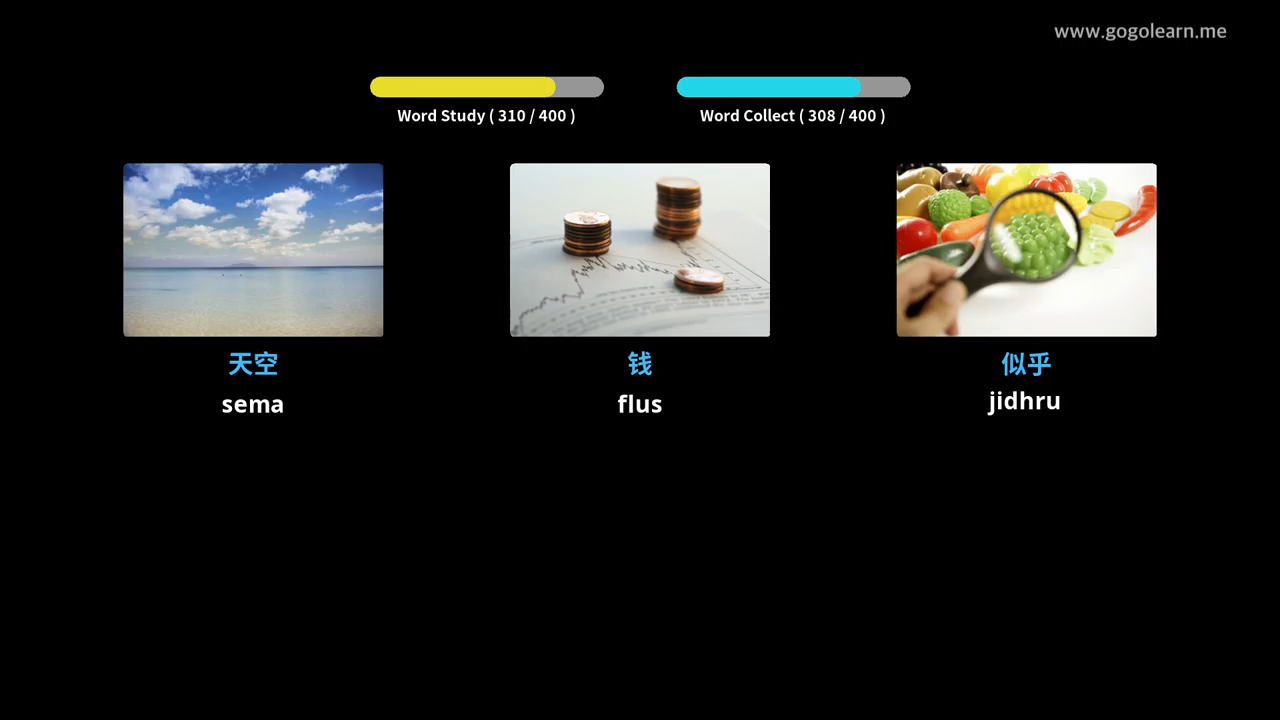 www.gogolearn.me
Word Study ( 310 / 400 )
Word Collect ( 308 / 400 )
天空
钱
似乎
sema
flus
jidhru